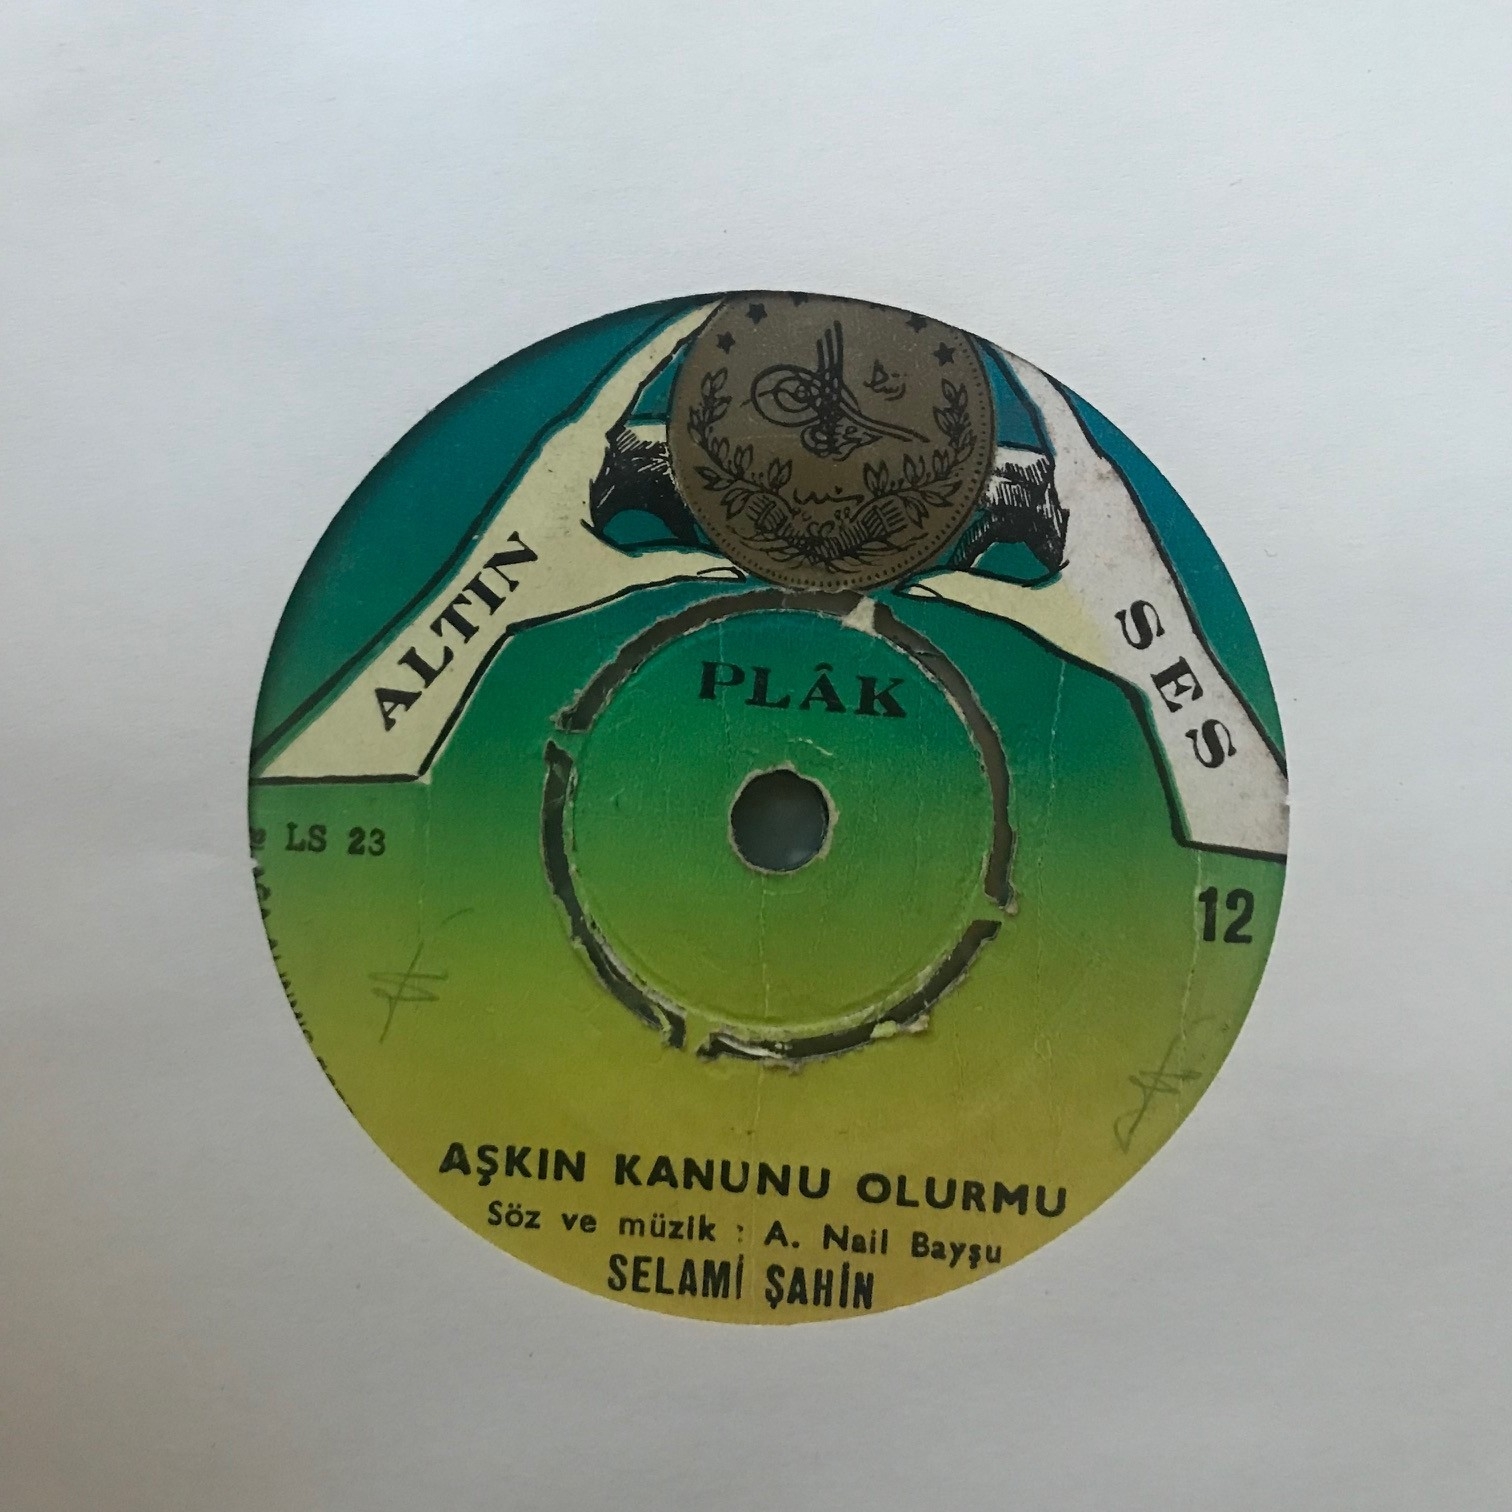 ALTIN
SES
PLÂK
LS 23
12
AŞKIN KANUNU OLURMU
Söz ve müzik : A. Nail Bayşu
SELAMİ ŞAHİN